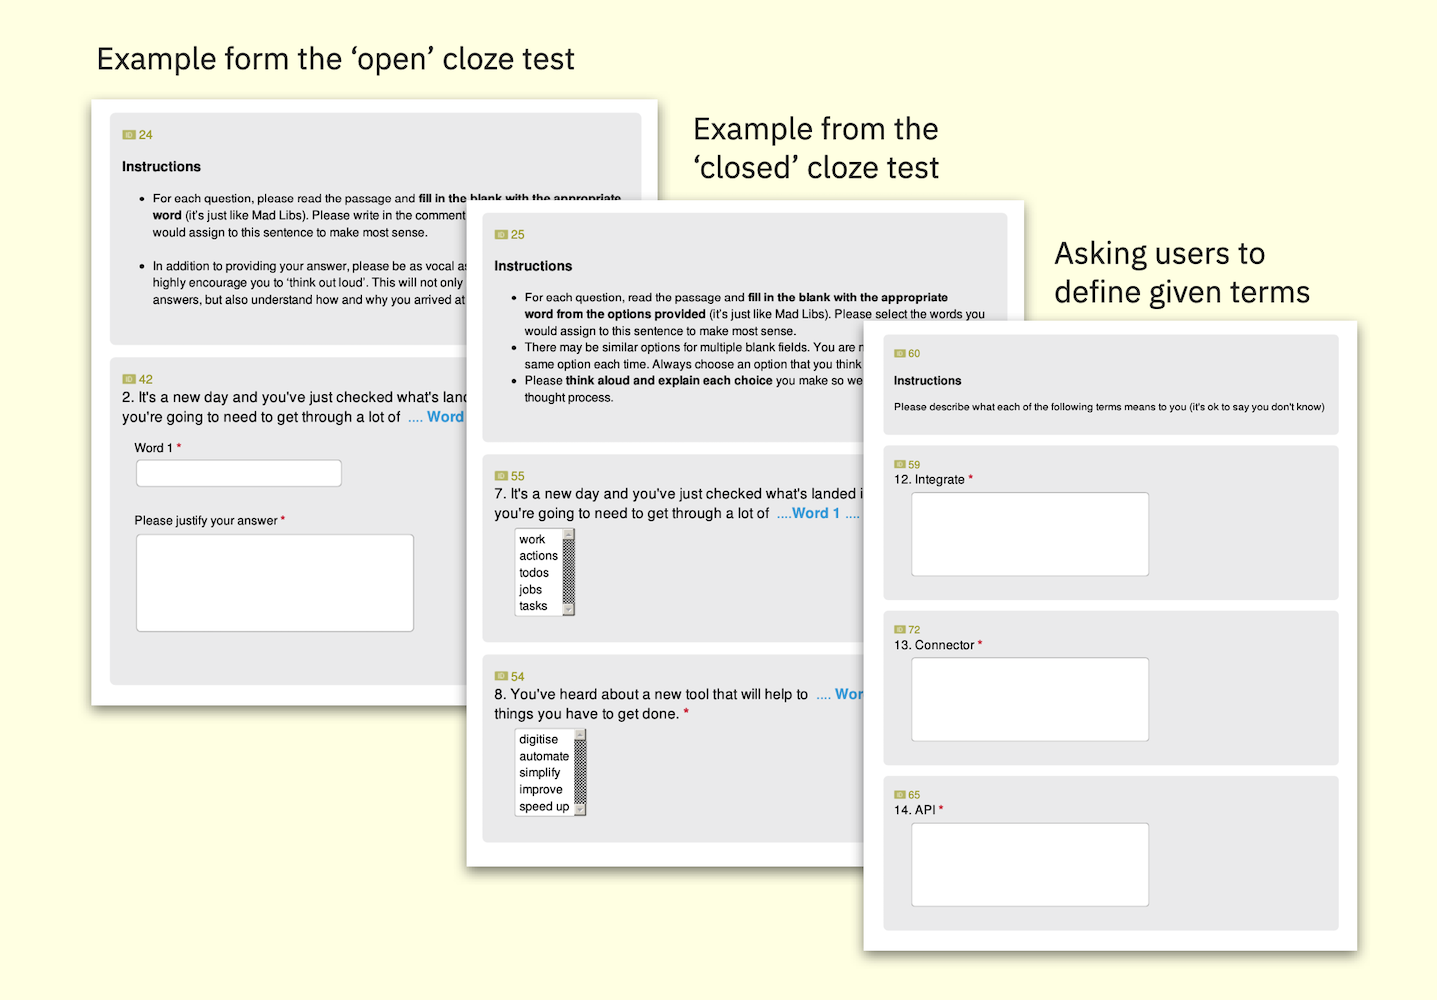 Example form the ‘open’ cloze test
24
Instructions
• For each question, please read the passage and fill in the blank with the appropriate
word (it's just like Mad Libs). Please write in the comment
would assign to this sentence to make most sense.
• In addition to providing your answer, please be as vocal as
highly encourage you to ‘think out loud’. This will not only
answers, but also understand how and why you arrived at
42
2. It's a new day and you've just checked what's land
you're going to need to get through a lot of .... Word
Word 1 *
Please justify your answer *
Example from the
‘closed’ cloze test
25
Instructions
• For each question, read the passage and fill in the blank with the appropriate
word from the options provided (it's just like Mad Libs). Please select the words you
would assign to this sentence to make most sense.
• There may be similar options for multiple blank fields. You are
same option each time. Always choose an option that you think
• Please think aloud and explain each choice you make so we
thought process.
55
7. It's a new day and you've just checked what's landed i
you're going to need to get through a lot of ....Word 1 ....
work
actions
todos
jobs
tasks
54
8. You've heard about a new tool that will help to .... Wor
things you have to get done. *
digitise
automate
simplify
improve
speed up
Asking users to
define given terms
60
Instructions
Please describe what each of the following terms means to you (it's ok to say you don't know)
59
12. Integrate *
72
13. Connector *
65
14. API *